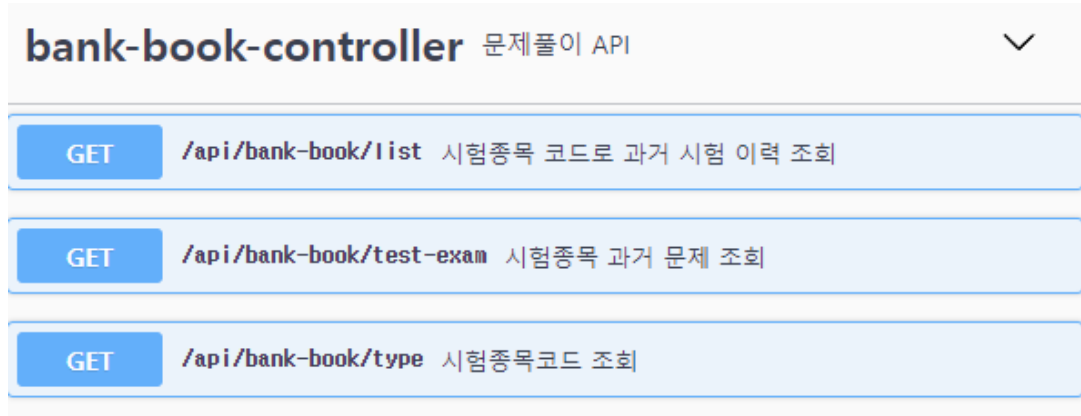 bank-book-controller 문제풀이 API
GET /api/bank-book/list 시험종목 코드로 과거 시험 이력 조회
GET /api/bank-book/test-exam 시험종목 과거 문제 조회
GET /api/bank-book/type 시험종목코드 조회